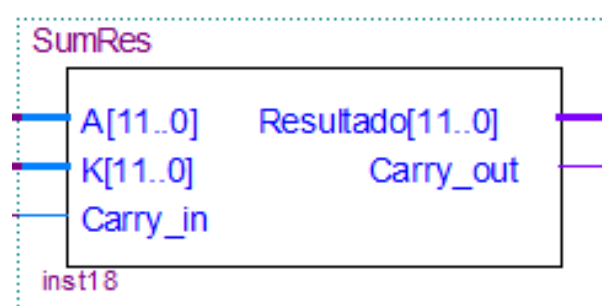 SumRes
A[11..0] Resultado[11..0]
K[11..0] Carry_out
Carry_in
inst18